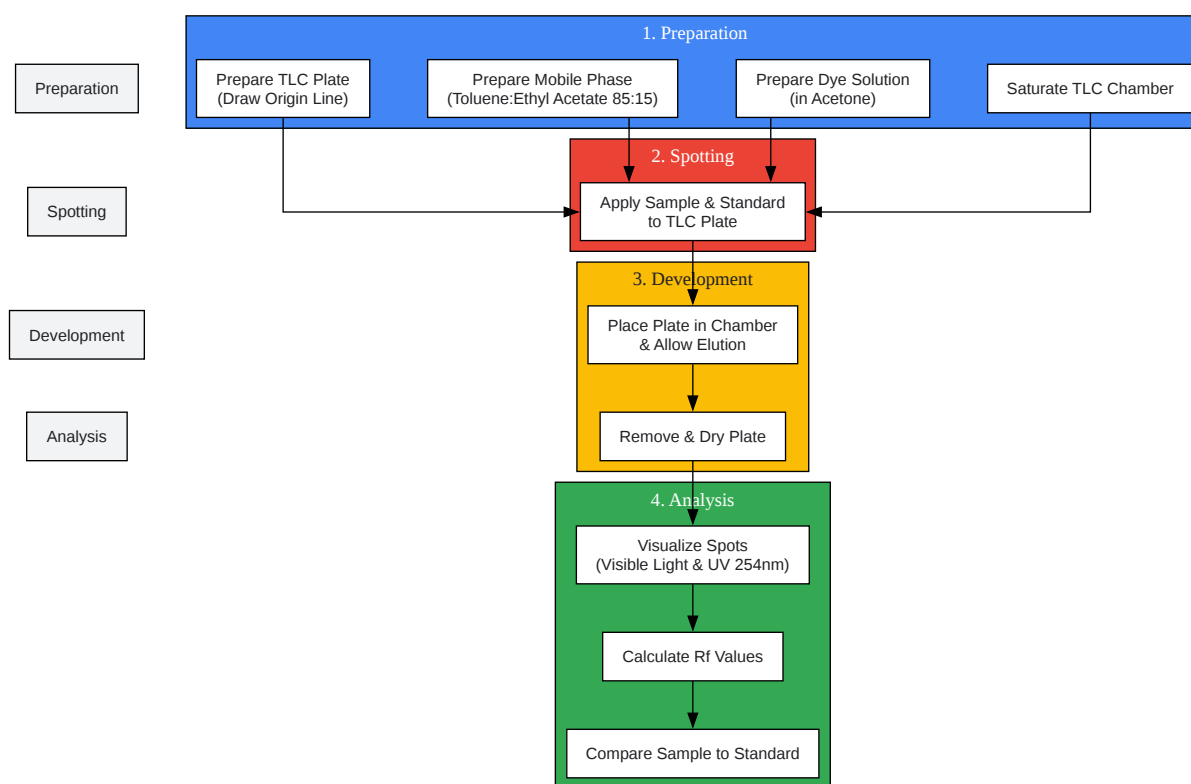 1. Preparation
Preparation
Prepare TLC Plate
(Draw Origin Line)
Prepare Mobile Phase
(Toluene:Ethyl Acetate 85:15)
Prepare Dye Solution
(in Acetone)
Saturate TLC Chamber
2. Spotting
Spotting
Apply Sample & Standard
to TLC Plate
3. Development
Development
Place Plate in Chamber
& Allow Elution
Analysis
Remove & Dry Plate
4. Analysis
Visualize Spots
(Visible Light & UV 254nm)
Calculate Rf Values
Compare Sample to Standard